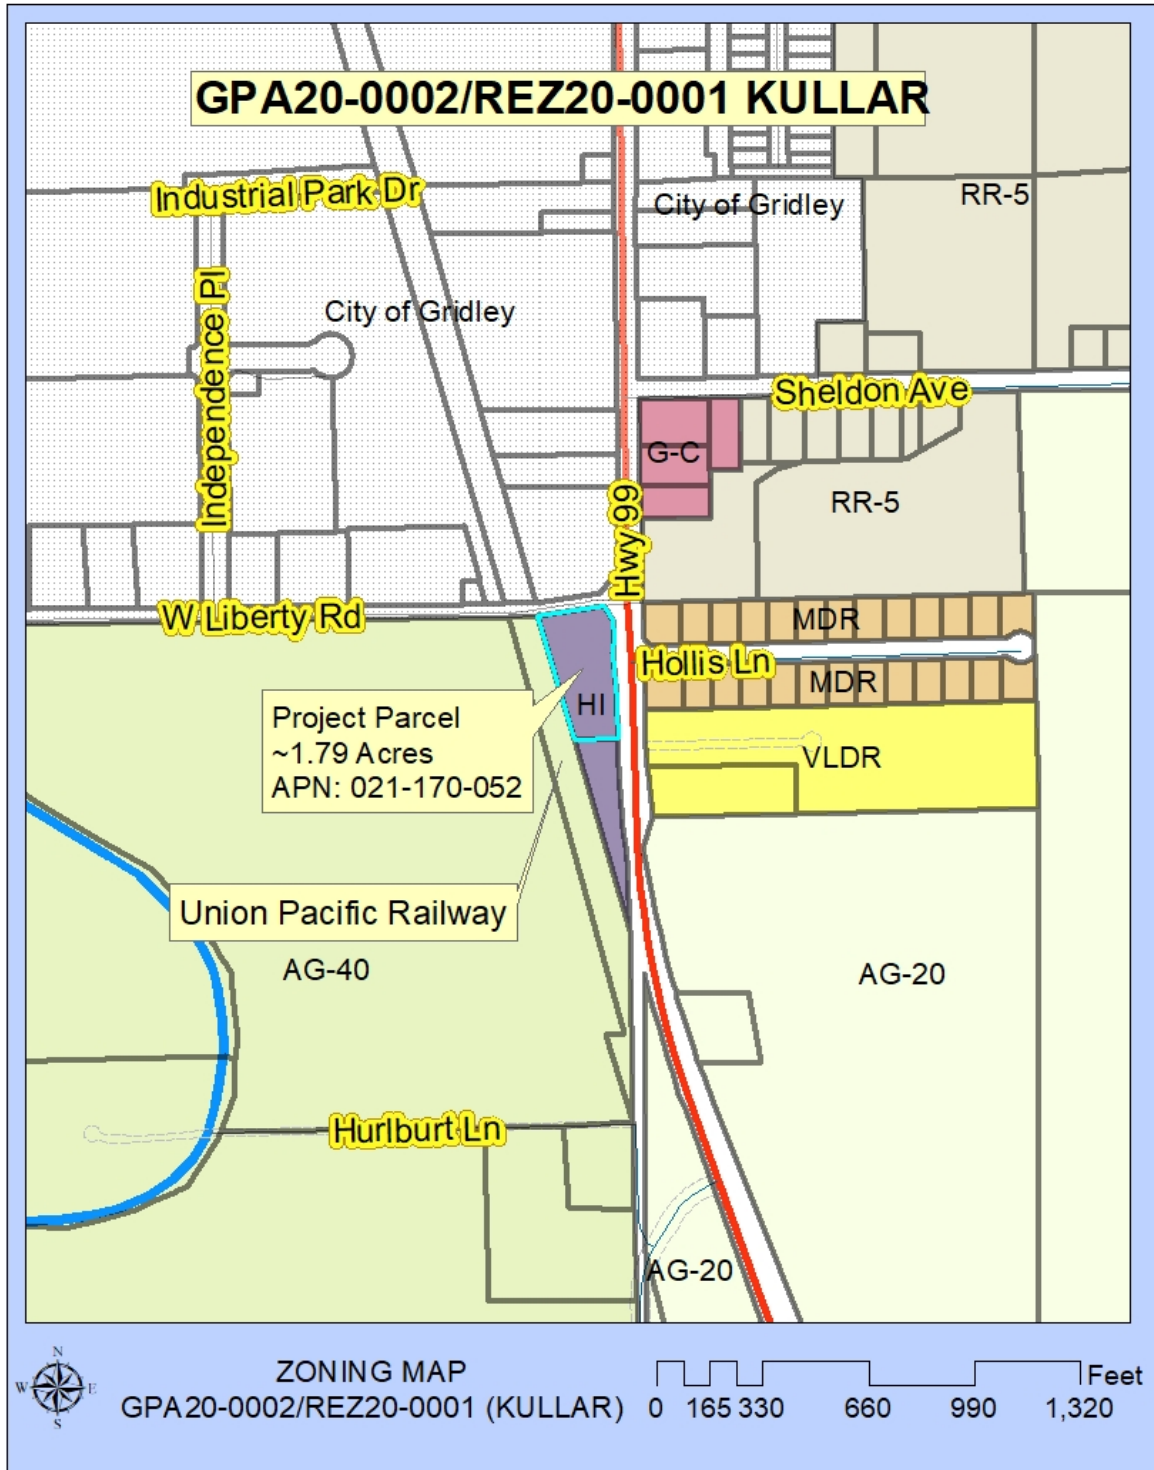 GPA20-0002/REZ20-0001 KULLAR
Industrial Park Dr
City of Gridley
RR-5
Independence Pl
City of Gridley
Sheldon Ave
G-C
RR-5
Hwy 99
W Liberty Rd
MDR
Hollis Ln
MDR
HI
Project Parcel
~1.79 Acres
APN: 021-170-052
VLDR
Union Pacific Railway
AG-40
AG-20
Hurlburt Ln
AG-20
N
W E
S
ZONING MAP
GPA20-0002/REZ20-0001 (KULLAR)
Feet
0 165 330 660 990 1,320